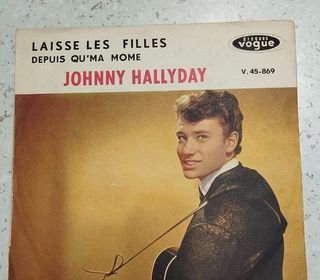 LAISSE LES FILLES
DEPUIS QU'MA MOME
JOHNNY HALLYDAY
disques
vogue
V. 45-869